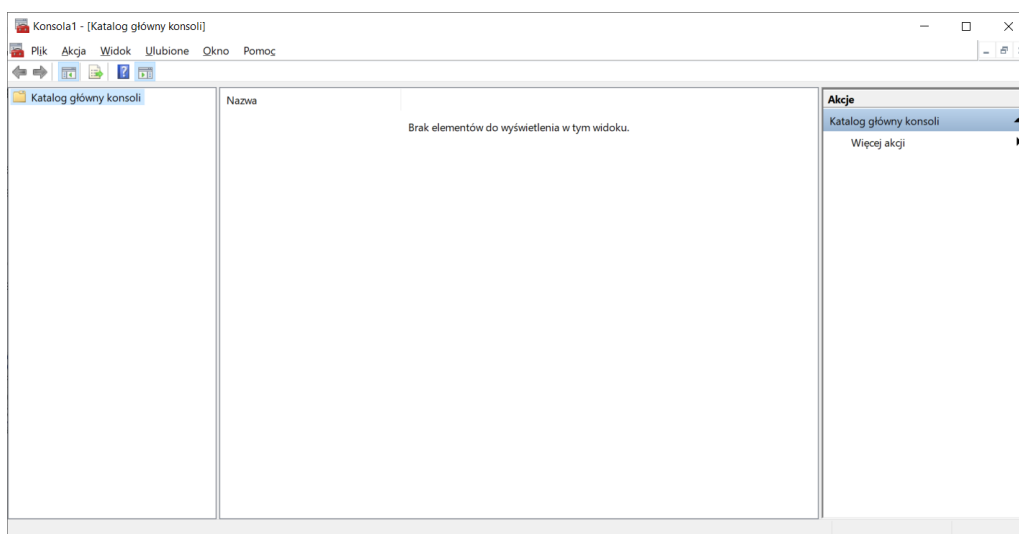 Konsola1 - [Katalog główny konsoli]
Plik Akcja Widok Ulubione Okno Pomoc
Katalog główny konsoli
Nazwa
Brak elementów do wyświetlenia w tym widoku.
Akcje
Katalog główny konsoli
Więcej akcji